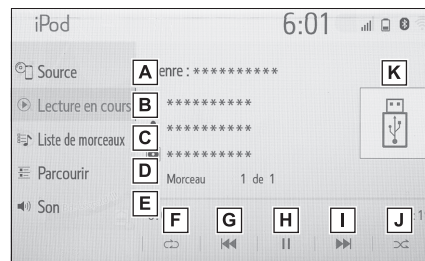 iPod 6:01
Source
A enre : ********** K
Lecture en cours
B **********
Liste de morceaux
C **********
Parcourir
D **********
Morceau 1 de 1
Son
E
F G H I J